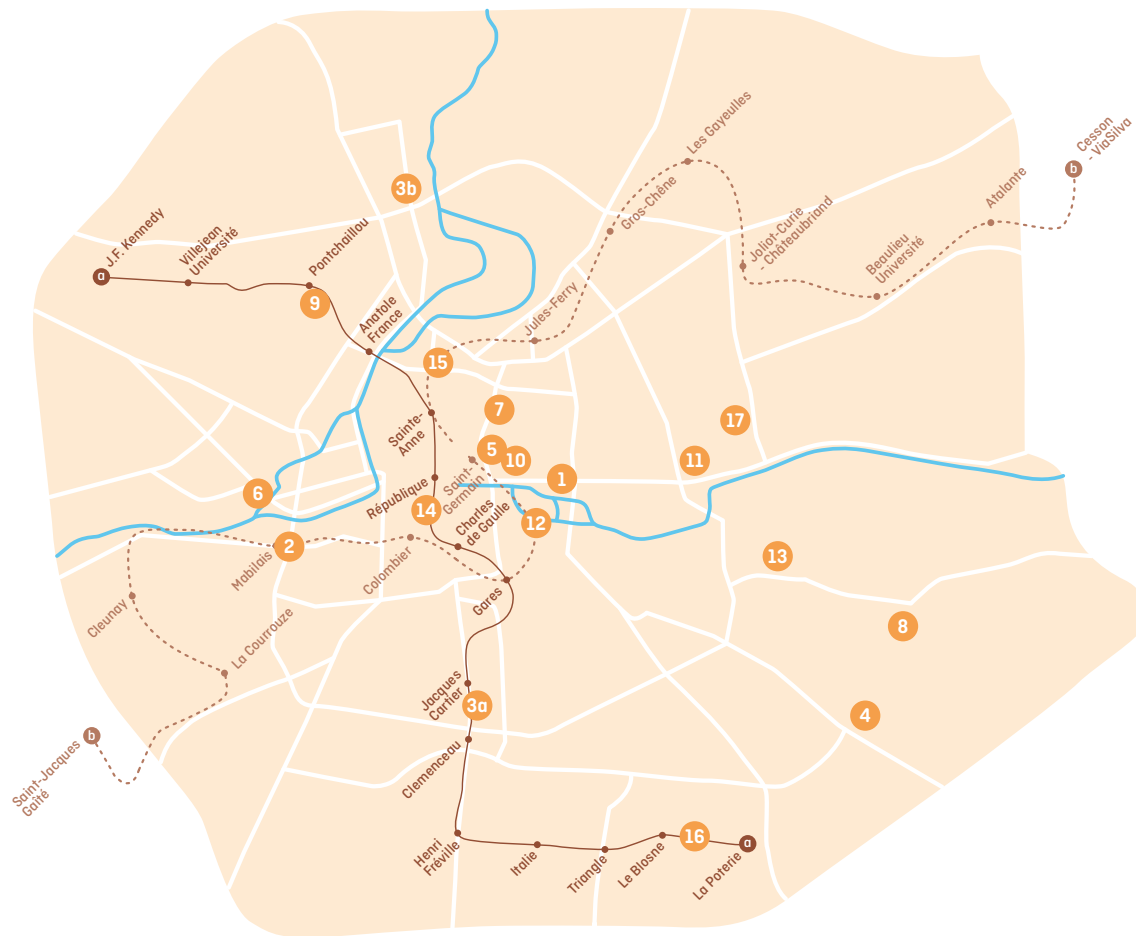 Cesson
- ViaSilva
b
Les Gayeulles
Gros-Chêne
Atalante
Joliot-Curie
- Châteaubriand
Beaulieu
Université
3b
J.F. Kennedy
a
Villejean
Université
Pontchaillou
9
Anatole
France
Jules-Ferry
15
7
17
Sainte-
Anne
5
10
11
1
6
République
Saint-
Germain
14
Charles
de Gaulle
12
2
Mabilais
Colombier
13
Cleunay
Gares
8
La Courrouze
Jacques
Cartier
3a
4
b
Saint-Jacques
Gaîté
Clemenceau
Henri
Fréville
Italie
Triangle
Le Blosne
16
La Poterie
a